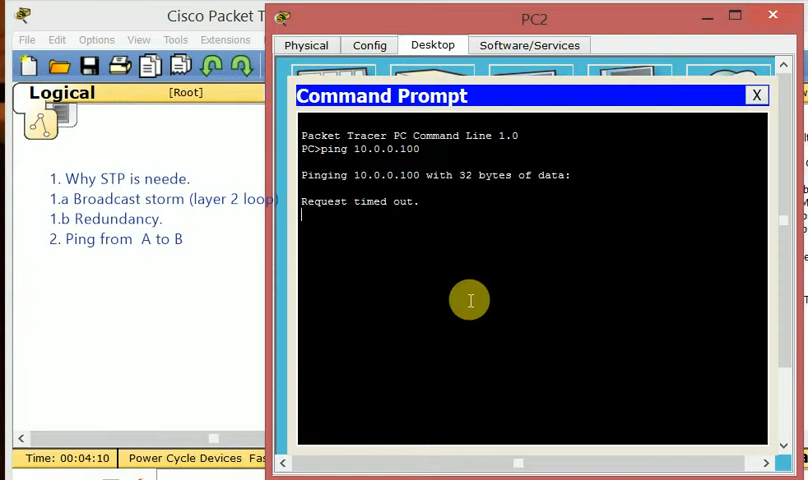 Cisco Packet T
PC2
File Edit Options View Tools Extensions
Physical Config Desktop Software/Services
Logical [Root]
Command Prompt X
Packet Tracer PC Command Line 1.0
PC>ping 10.0.0.100
Pinging 10.0.0.100 with 32 bytes of data:
Request timed out.
1. Why STP is neede.
1.a Broadcast storm (layer 2 loop)
1.b Redundancy.
2. Ping from A to B
Time: 00:04:10 Power Cycle Devices Fas